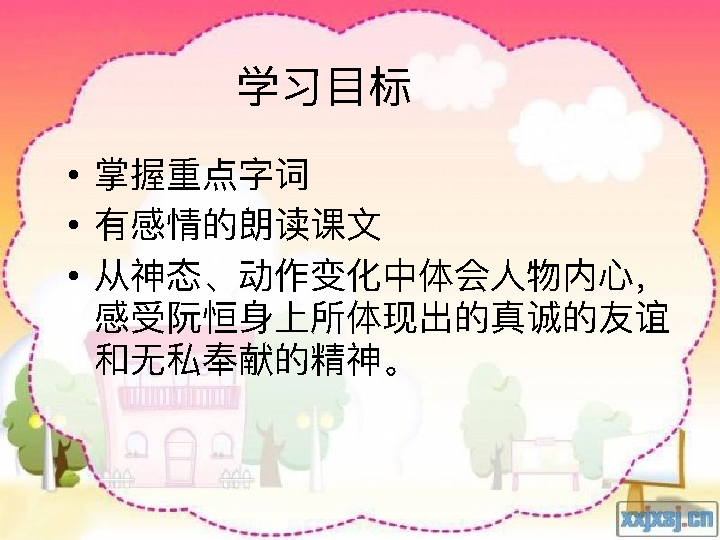 学习目标
• 掌握重点字词
• 有感情的朗读课文
• 从神态、动作变化中体会人物内心，
感受阮恒身上所体现出的真诚的友谊
和无私奉献的精神。
xxjxsj.cn